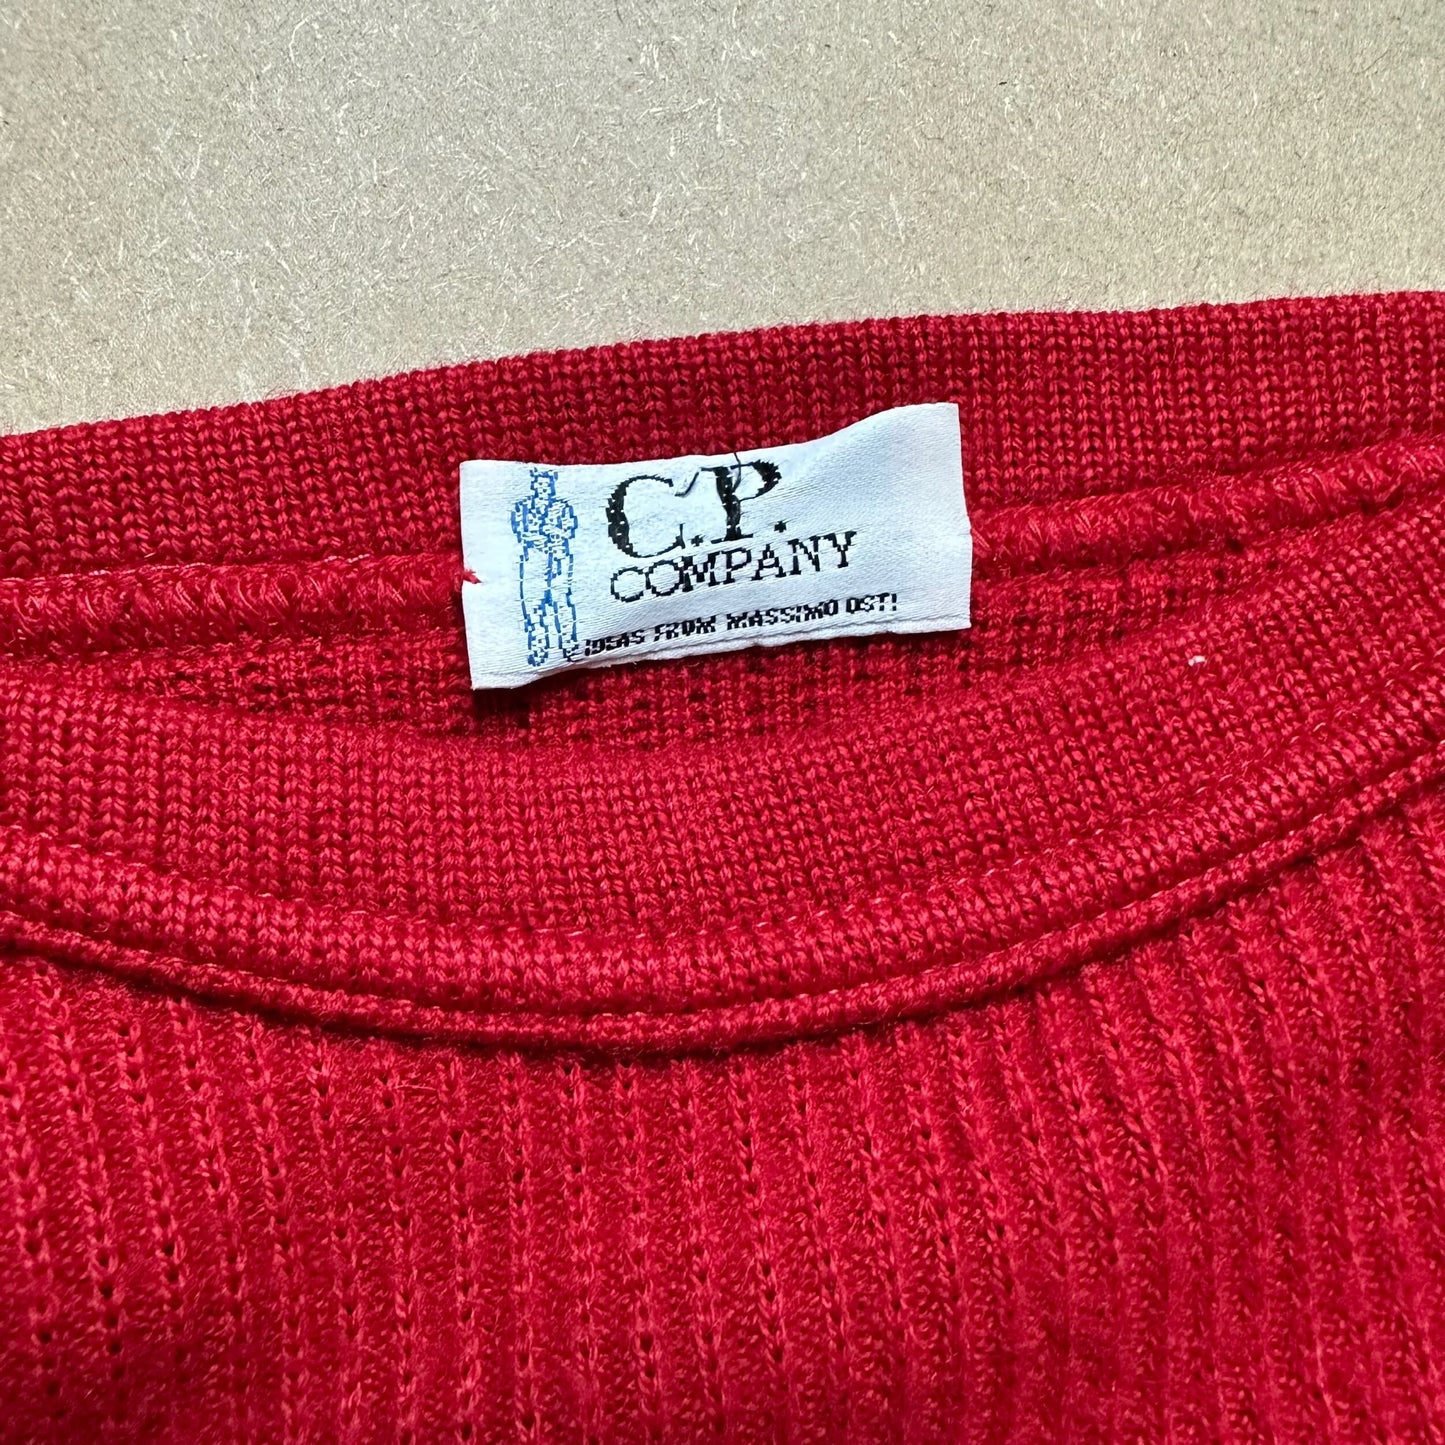 C.P.
COMPANY
IDEAS FROM MASSIMO OSTI